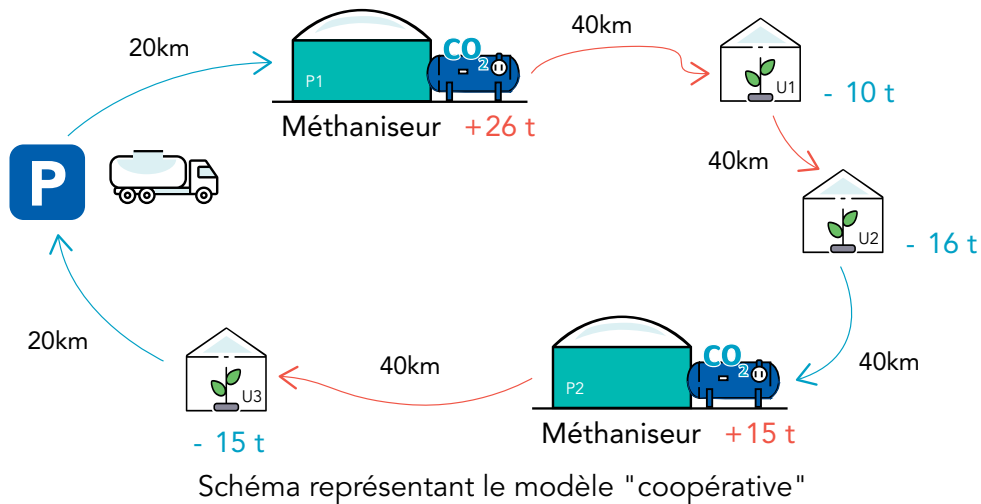 20km
P1
CO2
Méthaniseur +26 t
40km
U1
- 10 t
40km
U2
- 16 t
40km
P2
CO2
Méthaniseur +15 t
40km
U3
- 15 t
20km
P
Schéma représentant le modèle "coopérative"